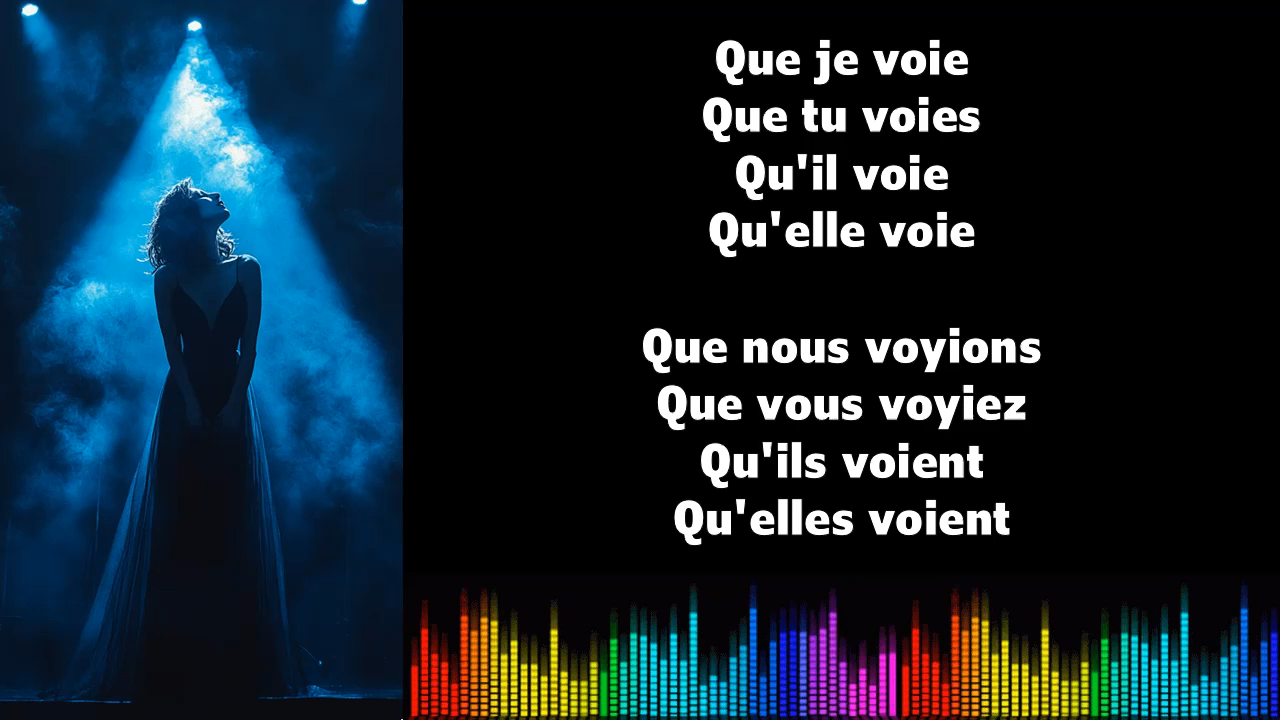 Que je voie
Que tu voies
Qu'il voie
Qu'elle voie
Que nous voyions
Que vous voyiez
Qu'ils voient
Qu'elles voient